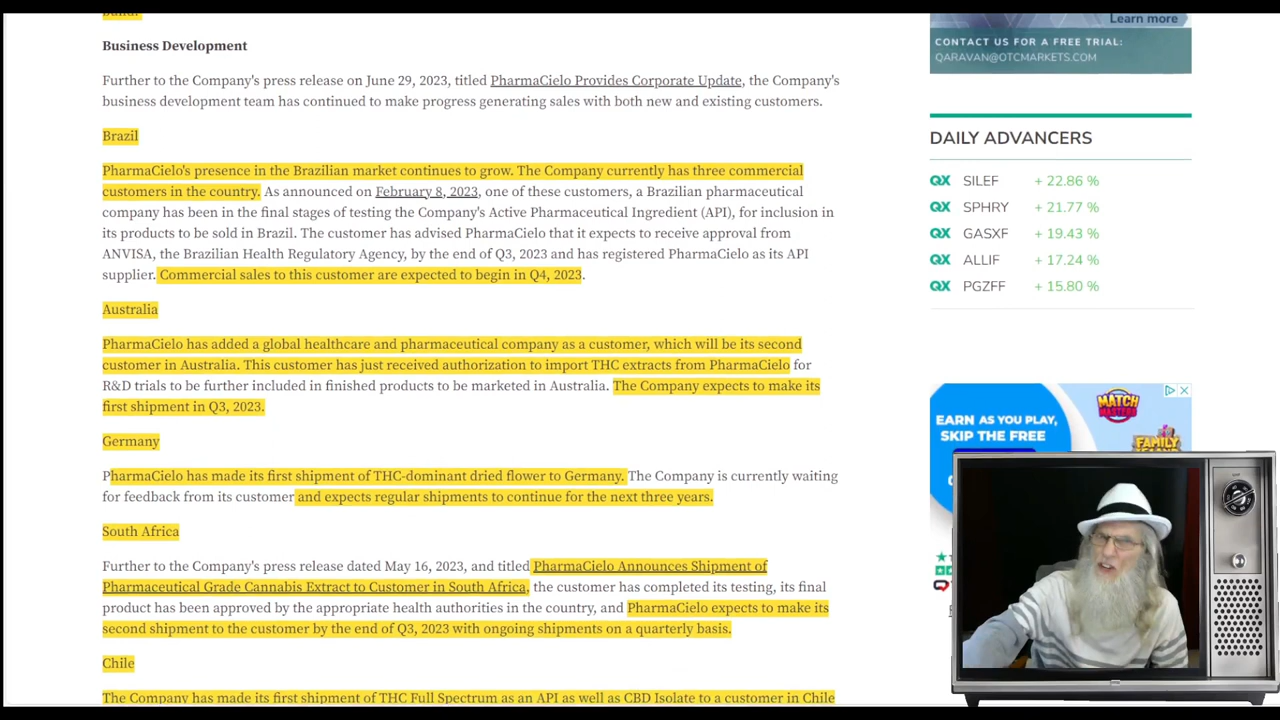 Band.
Business Development
Further to the Company's press release on June 29, 2023, titled PharmaCielo Provides Corporate Update, the Company's
business development team has continued to make progress generating sales with both new and existing customers.
Brazil
PharmaCielo's presence in the Brazilian market continues to grow. The Company currently has three commercial
customers in the country. As announced on February 8, 2023, one of these customers, a Brazilian pharmaceutical
company has been in the final stages of testing the Company's Active Pharmaceutical Ingredient (API), for inclusion in
its products to be sold in Brazil. The customer has advised PharmaCielo that it expects to receive approval from
ANVISA, the Brazilian Health Regulatory Agency, by the end of Q3, 2023 and has registered PharmaCielo as its API
supplier. Commercial sales to this customer are expected to begin in Q4, 2023.
Australia
PharmaCielo has added a global healthcare and pharmaceutical company as a customer, which will be its second
customer in Australia. This customer has just received authorization to import THC extracts from PharmaCielo for
R&D trials to be further included in finished products to be marketed in Australia. The Company expects to make its
first shipment in Q3, 2023.
Germany
PharmaCielo has made its first shipment of THC-dominant dried flower to Germany. The Company is currently waiting
for feedback from its customer and expects regular shipments to continue for the next three years.
South Africa
Further to the Company's press release dated May 16, 2023, and titled PharmaCielo Announces Shipment of
Pharmaceutical Grade Cannabis Extract to Customer in South Africa, the customer has completed its testing, its final
product has been approved by the appropriate health authorities in the country, and PharmaCielo expects to make its
second shipment to the customer by the end of Q3, 2023 with ongoing shipments on a quarterly basis.
Chile
The Company has made its first shipment of THC Full Spectrum as an API as well as CBD Isolate to a customer in Chile
Learn more
CONTACT US FOR A FREE TRIAL:
QARAVAN@OTCMARKETS.COM
DAILY ADVANCERS
QX SILEF + 22.86 %
QX SPHRY + 21.77 %
QX GASXF + 19.43 %
QX ALLIF + 17.24 %
QX PGZFF + 15.80 %
EARN AS YOU PLAY,
SKIP THE FREE
MATCH
MASTERS
FAMILY